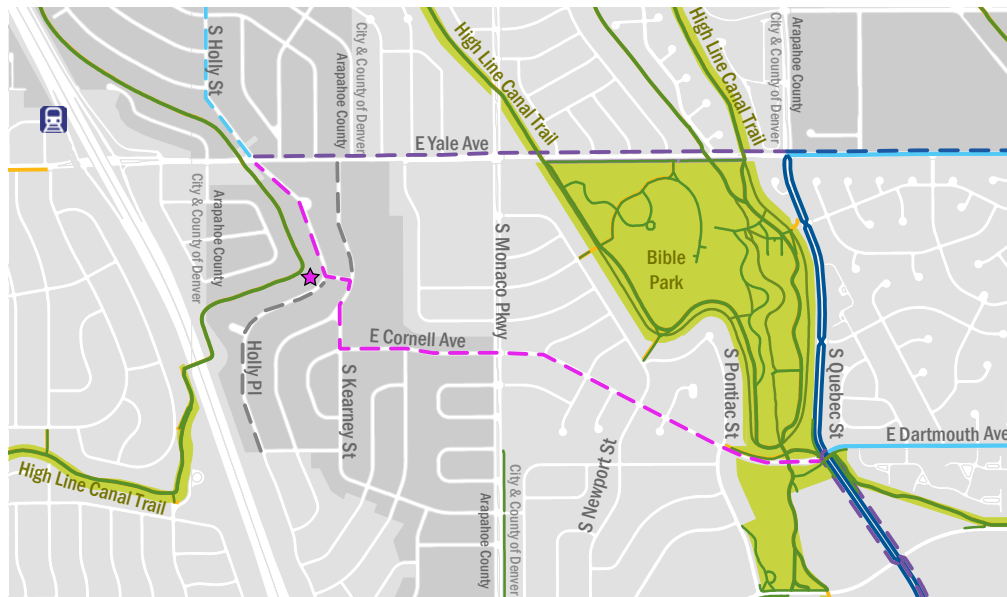 S Holly St
City & County of Denver
Arapahoe County
High Line Canal Trail
High Line Canal Trail
Arapahoe County
City & County of Denver
E Yale Ave
Arapahoe County
City & County of Denver
S Monaco Pkwy
Bible
Park
E Cornell Ave
Holly Pl
S Kearney St
S Pontiac St
S Quebec St
E Dartmouth Ave
S Newport St
High Line Canal Trail
City & County of Denver
Arapahoe County